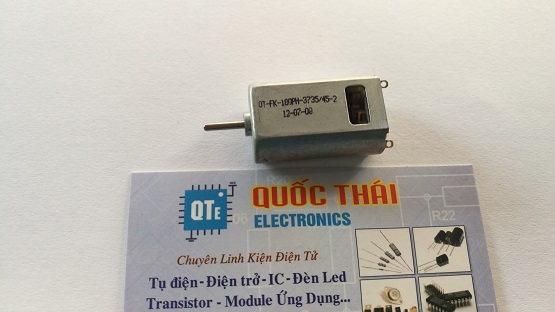 QT-FK-180PH-3735/45-2
12-07-08
QTE
QUỐC THÁI
ELECTRONICS
R22
Chuyên Linh Kiện Điện Tử
Tụ điện - Điện trở - IC - Đèn Led
Transistor - Module Ứng Dụng...